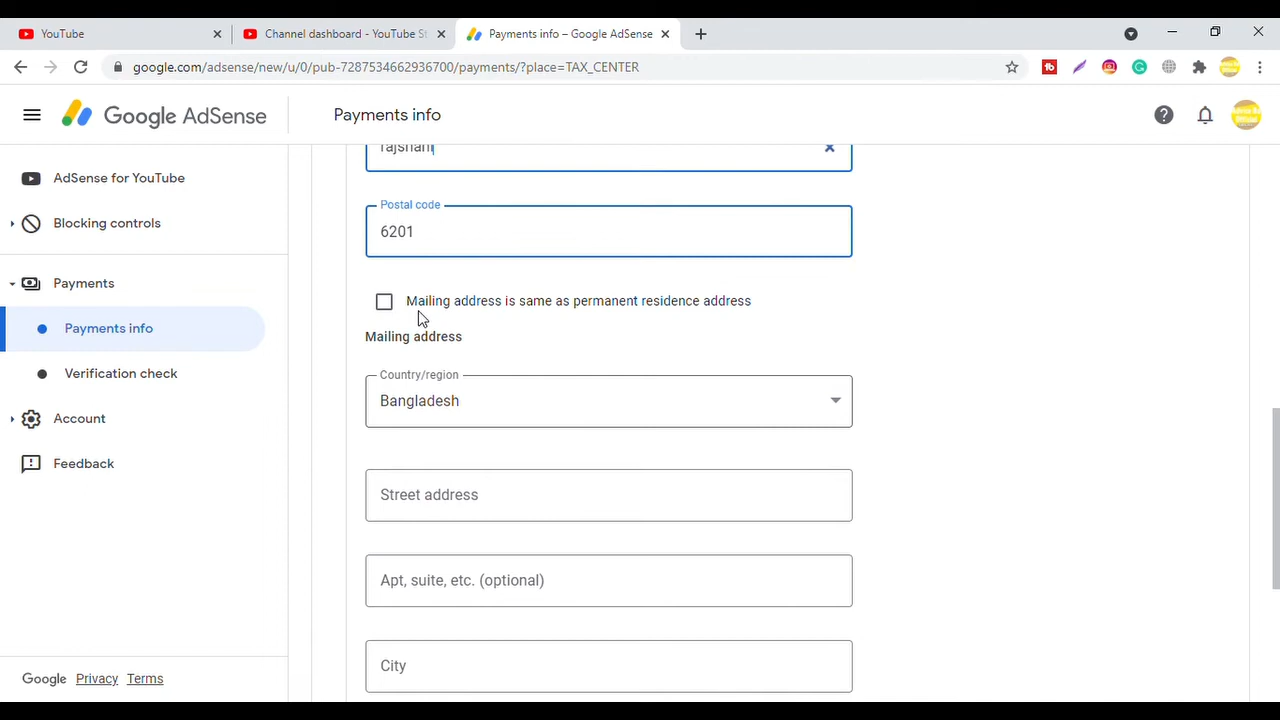 YouTube
Channel dashboard - YouTube St
Payments info – Google AdSense
google.com/adsense/new/u/0/pub-7287534662936700/payments/?place=TAX_CENTER
Google AdSense
Payments info
AdSense for YouTube
Blocking controls
Payments
Payments info
Verification check
Account
Feedback
Google Privacy Terms
rajshahi
Postal code
6201
Mailing address is same as permanent residence address
Mailing address
Country/region
Bangladesh
Street address
Apt, suite, etc. (optional)
City